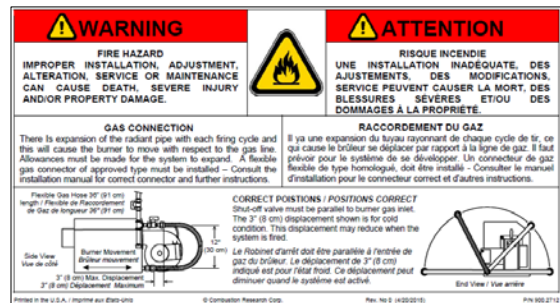 WARNING
FIRE HAZARD
IMPROPER INSTALLATION, ADJUSTMENT,
ALTERATION, SERVICE OR MAINTENANCE
CAN CAUSE DEATH, SEVERE INJURY
AND/OR PROPERTY DAMAGE.
ATTENTION
RISQUE INCENDIE
UNE INSTALLATION INADÉQUATE, DES
AJUSTEMENTS, DES MODIFICATIONS,
SERVICE PEUVENT CAUSER LA MORT, DES
BLESSURES SÉVÈRES ET/OU DES
DOMMAGES À LA PROPRIÉTÉ.
GAS CONNECTION
There Is expansion of the radiant pipe with each firing cycle and
this will cause the burner to move with respect to the gas line.
Allowances must be made for the system to expand. A flexible
gas connector of approved type must be installed – Consult the
installation manual for correct connector and further instructions.
RACCORDEMENT DU GAZ
Il ya une expansion du tuyau rayonnant de chaque cycle de tir, ce
qui cause le brûleur se déplacer par rapport à la ligne de gaz. Il faut
prévoir pour le système de se développer. Un connecteur de gaz
flexible de type homologué, doit être installé - Consulter le manuel
d'installation pour le connecteur correct et d'autres instructions.
Flexible Gas Hose 36" (91 cm)
length / Flexible de Raccordement
de Gaz de longueur 36" (91 cm)
Side View
Vue de côté
Burner Movement
Brûleur mouvement
12"
(30 cm)
3" (8 cm) Max. Displacement
3" (8 cm) Déplacement Maximum
CORRECT POISTIONS / POSITIONS CORRECT
Shut-off valve must be parallel to burner gas inlet.
The 3" (8 cm) displacement shown is for cold
condition. This displacement may reduce when the
system is fired.
Le Robinet d'arrêt doit être parallèle à l'entrée de
gaz du brûleur. Le déplacement de 3" (8 cm)
indiqué est pour l'état froid. Ce déplacement peut
diminuer quand le système est activé.
End View / Vue arrière
Printed in the U.S.A. / Imprimé aux États-Unis
© Combustion Research Corp.